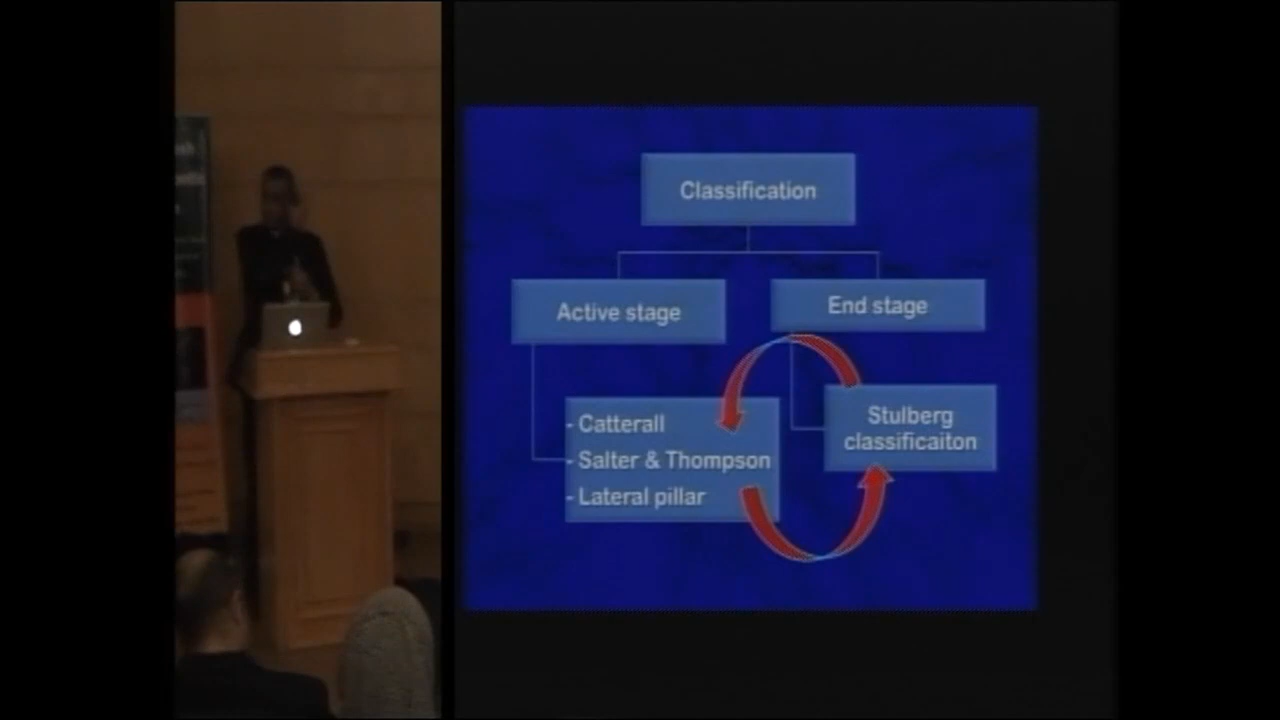 Classification
Active stage
End stage
- Catterall
- Salter & Thompson
- Lateral pillar
Stulberg
classificaiton